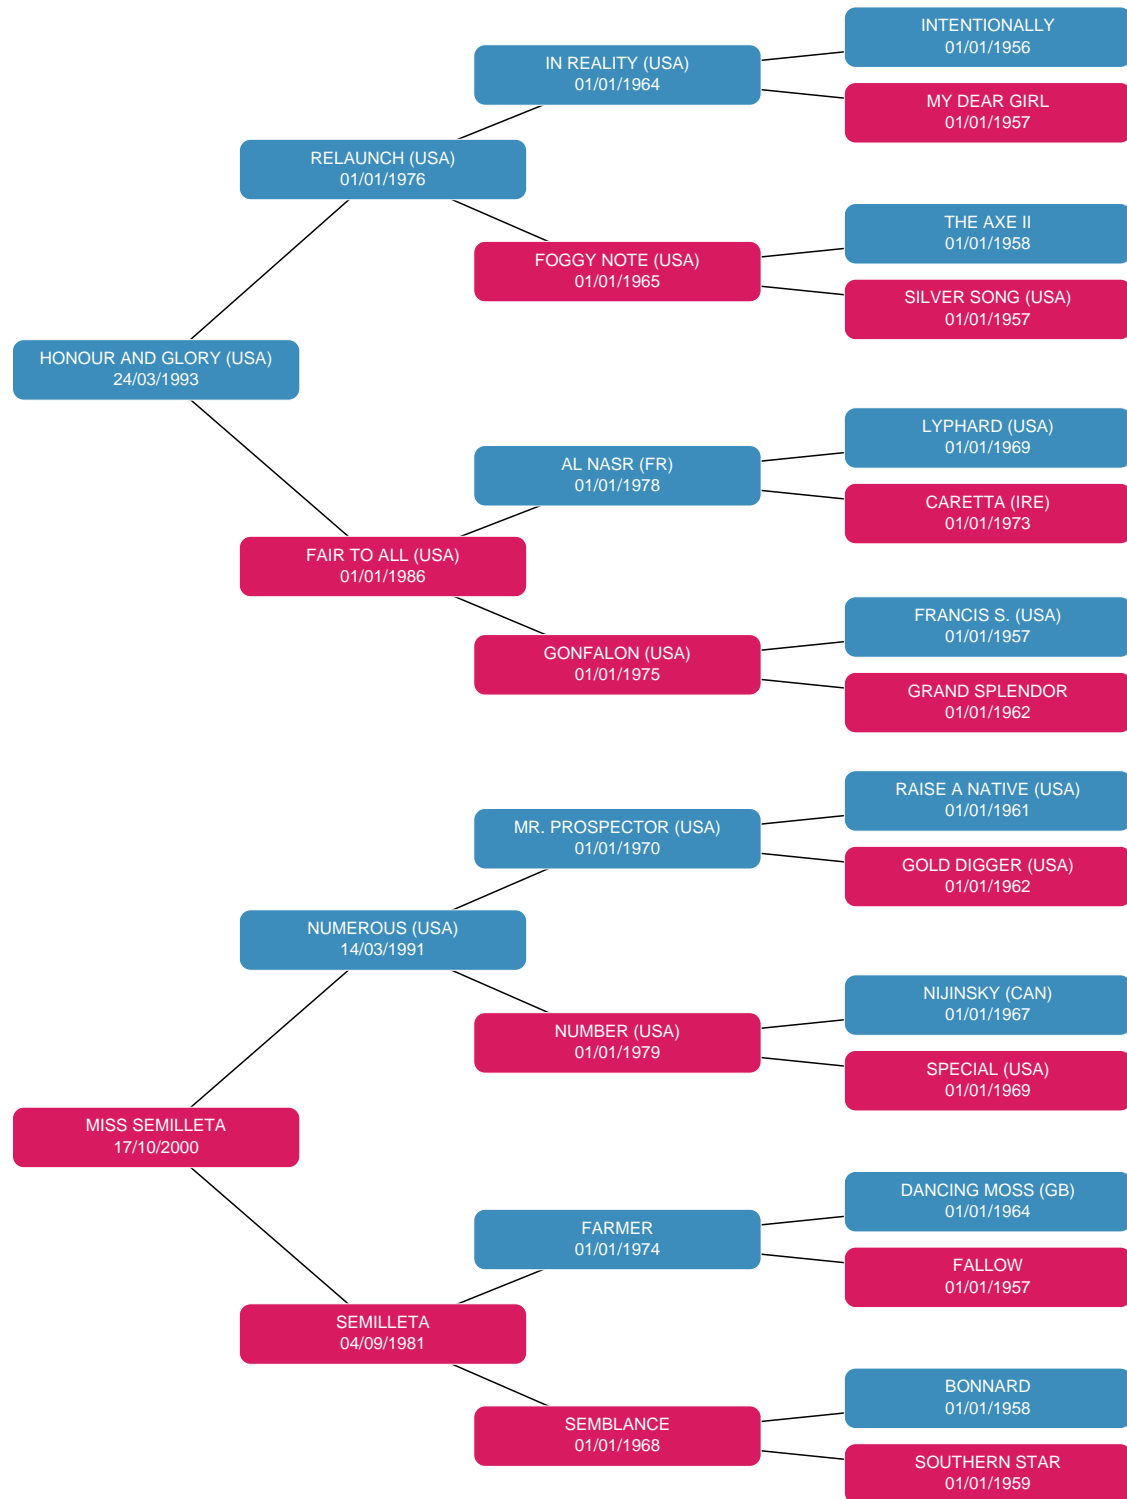 INTENTIONALLY
01/01/1956
IN REALITY (USA)
01/01/1964
MY DEAR GIRL
01/01/1957
RELAUNCH (USA)
01/01/1976
THE AXE II
01/01/1958
FOGGY NOTE (USA)
01/01/1965
SILVER SONG (USA)
01/01/1957
HONOUR AND GLORY (USA)
24/03/1993
LYPHARD (USA)
01/01/1969
AL NASR (FR)
01/01/1978
CARETTA (IRE)
01/01/1973
FAIR TO ALL (USA)
01/01/1986
FRANCIS S. (USA)
01/01/1957
GONFALON (USA)
01/01/1975
GRAND SPLENDOR
01/01/1962
RAISE A NATIVE (USA)
01/01/1961
MR. PROSPECTOR (USA)
01/01/1970
GOLD DIGGER (USA)
01/01/1962
NUMEROUS (USA)
14/03/1991
NIJINSKY (CAN)
01/01/1967
NUMBER (USA)
01/01/1979
SPECIAL (USA)
01/01/1969
MISS SEMILLETA
17/10/2000
DANCING MOSS (GB)
01/01/1964
FARMER
01/01/1974
FALLOW
01/01/1957
SEMILLETA
04/09/1981
BONNARD
01/01/1958
SEMBLANCE
01/01/1968
SOUTHERN STAR
01/01/1959